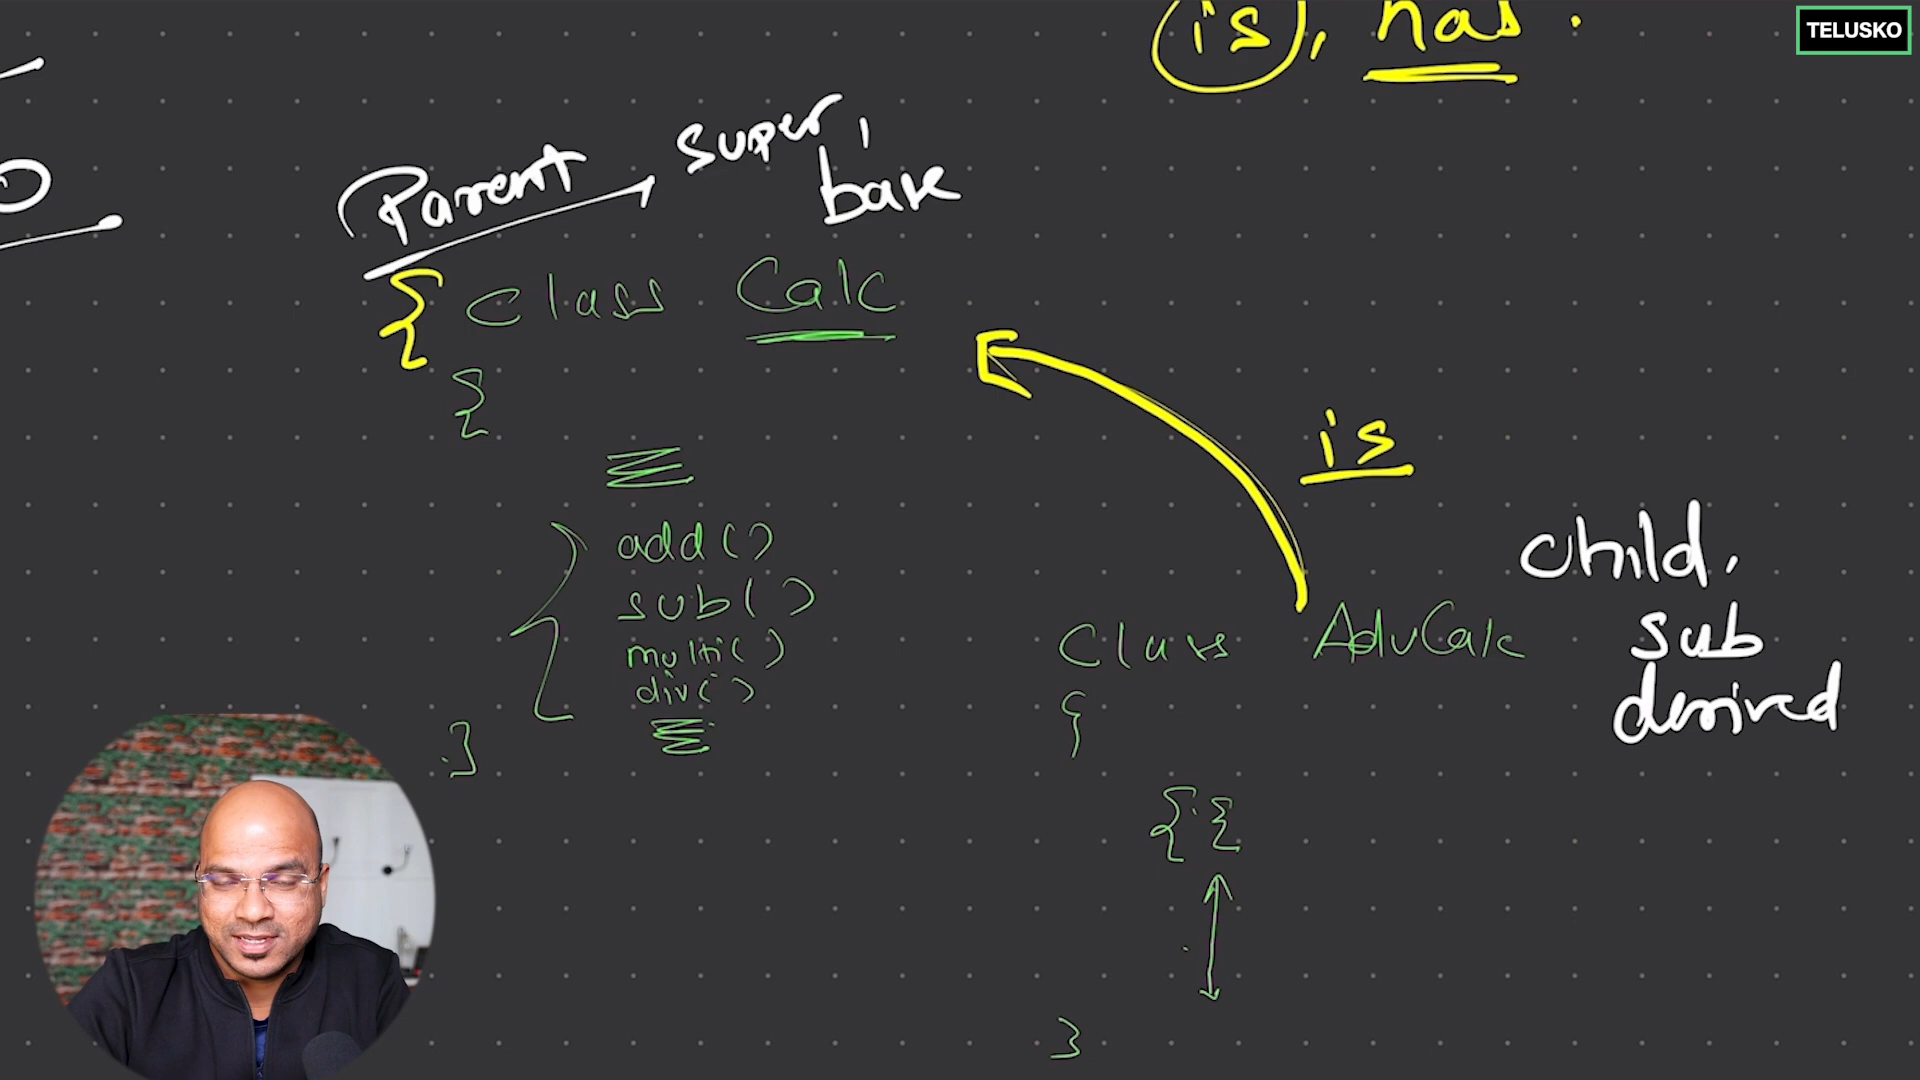 is, has.
TELUSKO
Parent super,
base
{ Class Calc
{
add()
sub()
multi()
div()
}
is
Class AdvCalc
{
}
child,
sub
derived